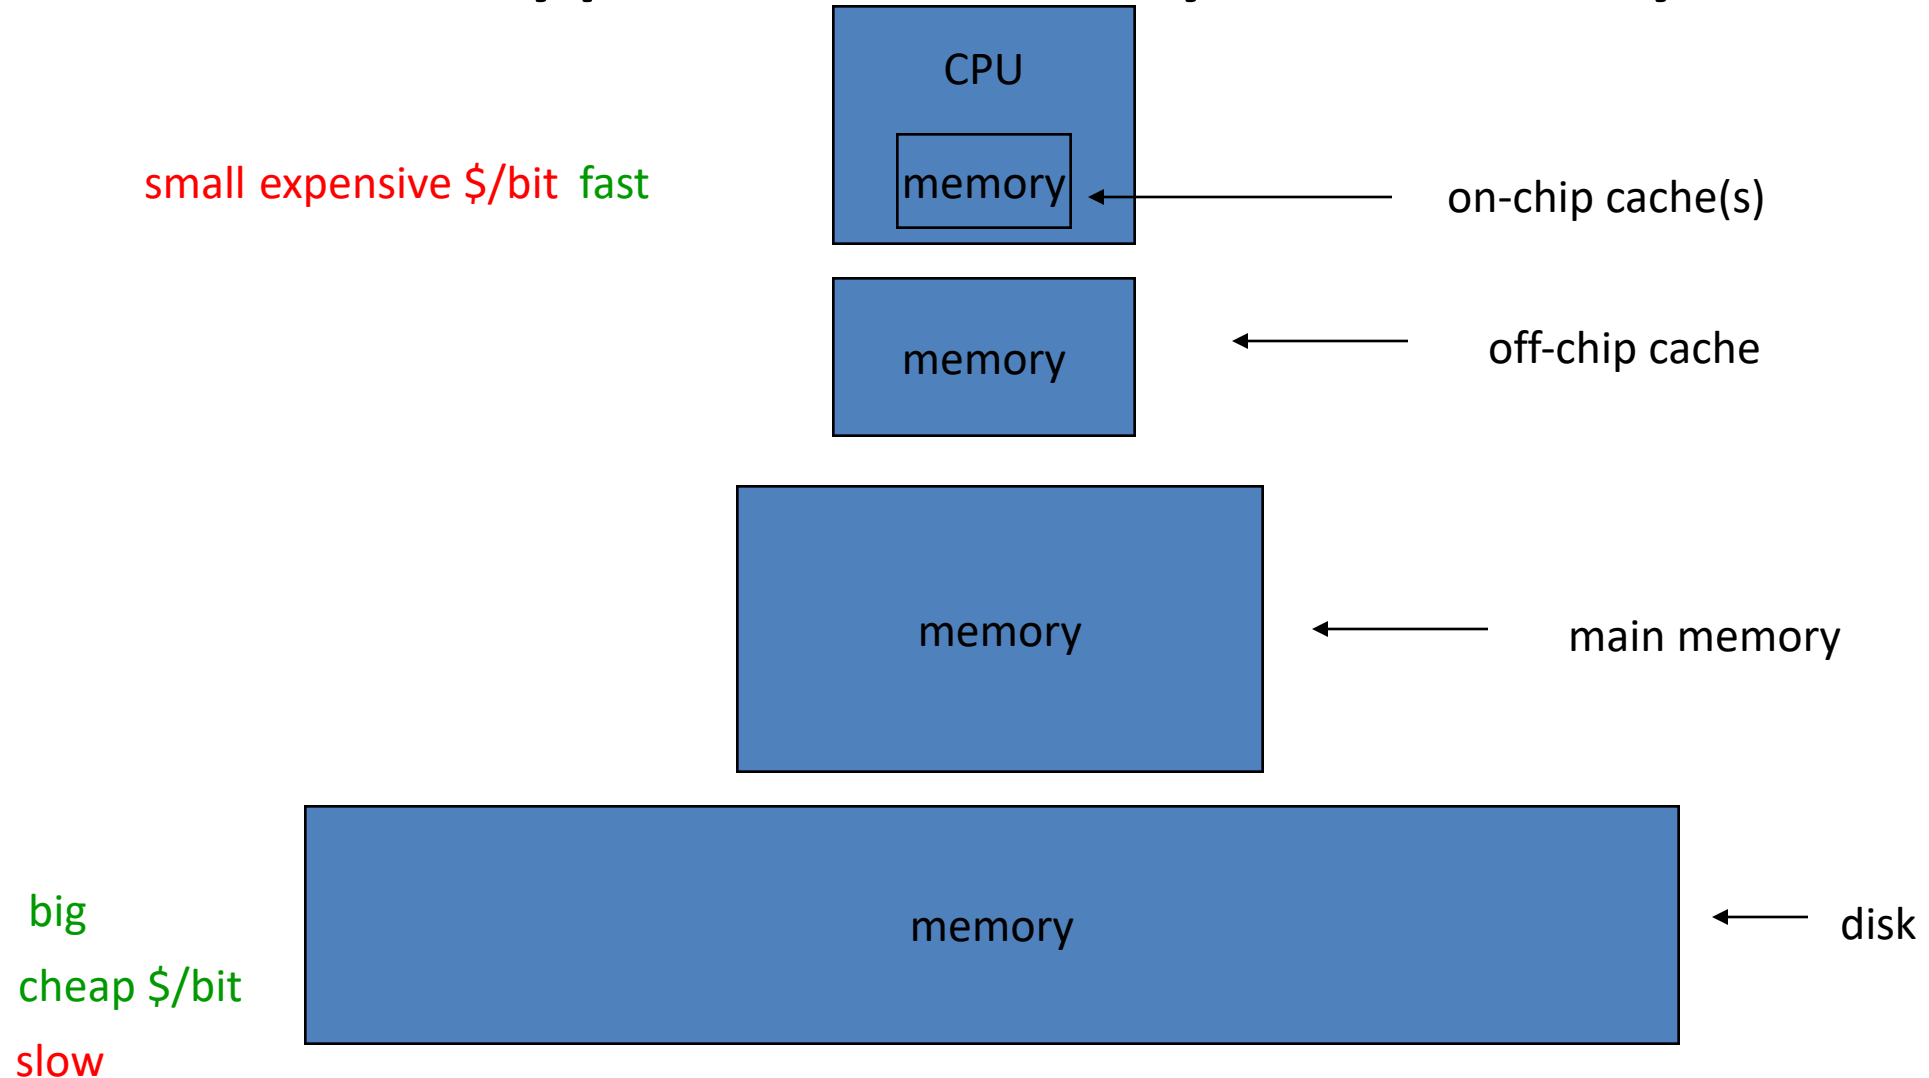 CPU
small expensive $/bit fast
memory
on-chip cache(s)
memory
off-chip cache
memory
main memory
big
memory
disk
cheap $/bit
slow